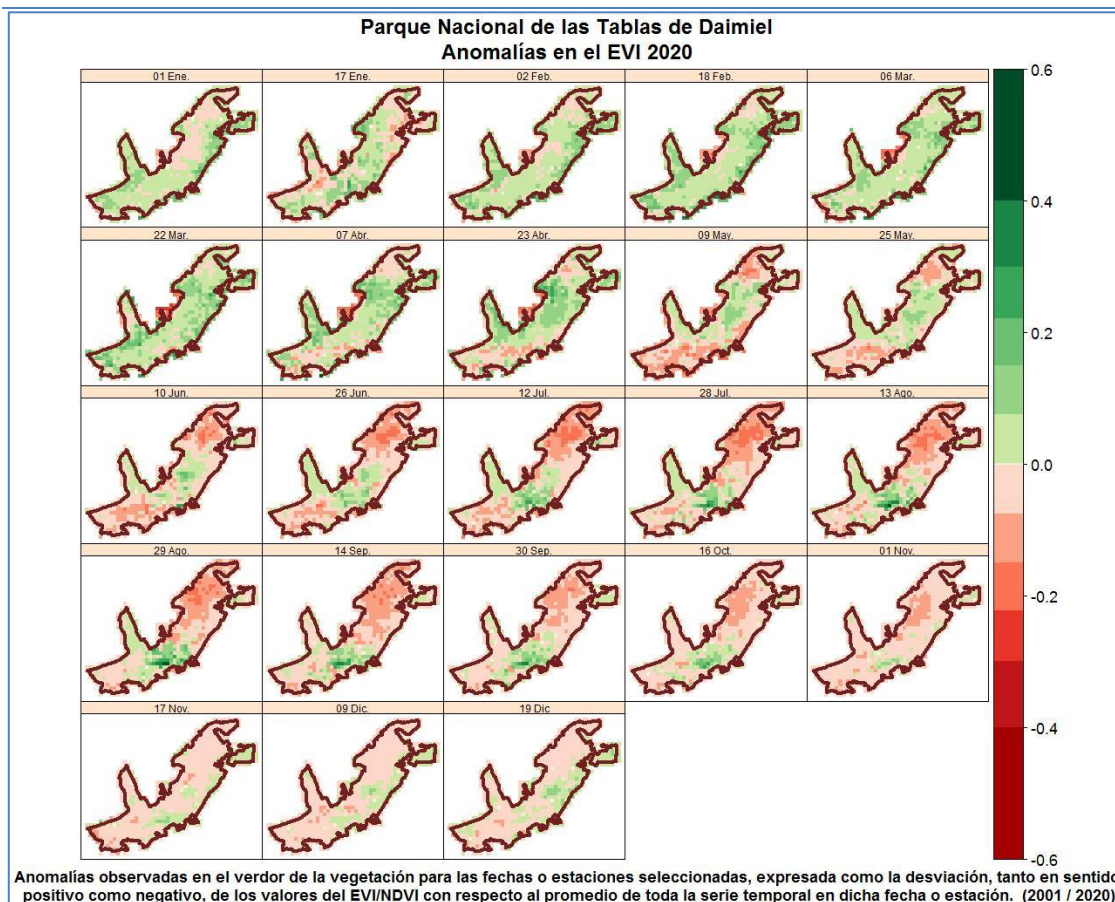 Parque Nacional de las Tablas de Daimiel
Anomalías en el EVI 2020
01 Ene. 17 Ene. 02 Feb. 18 Feb. 06 Mar.
22 Mar. 07 Abr. 23 Abr. 09 May. 25 May.
10 Jun. 26 Jun. 12 Jul. 28 Jul. 13 Ago.
29 Ago. 14 Sep. 30 Sep. 16 Oct. 01 Nov.
17 Nov. 09 Dic. 19 Dic
0.6
0.4
0.2
0.0
-0.2
-0.4
-0.6
Anomalías observadas en el verdor de la vegetación para las fechas o estaciones seleccionadas, expresada como la desviación, tanto en sentido
positivo como negativo, de los valores del EVI/NDVI con respecto al promedio de toda la serie temporal en dicha fecha o estación. (2001 / 2020)